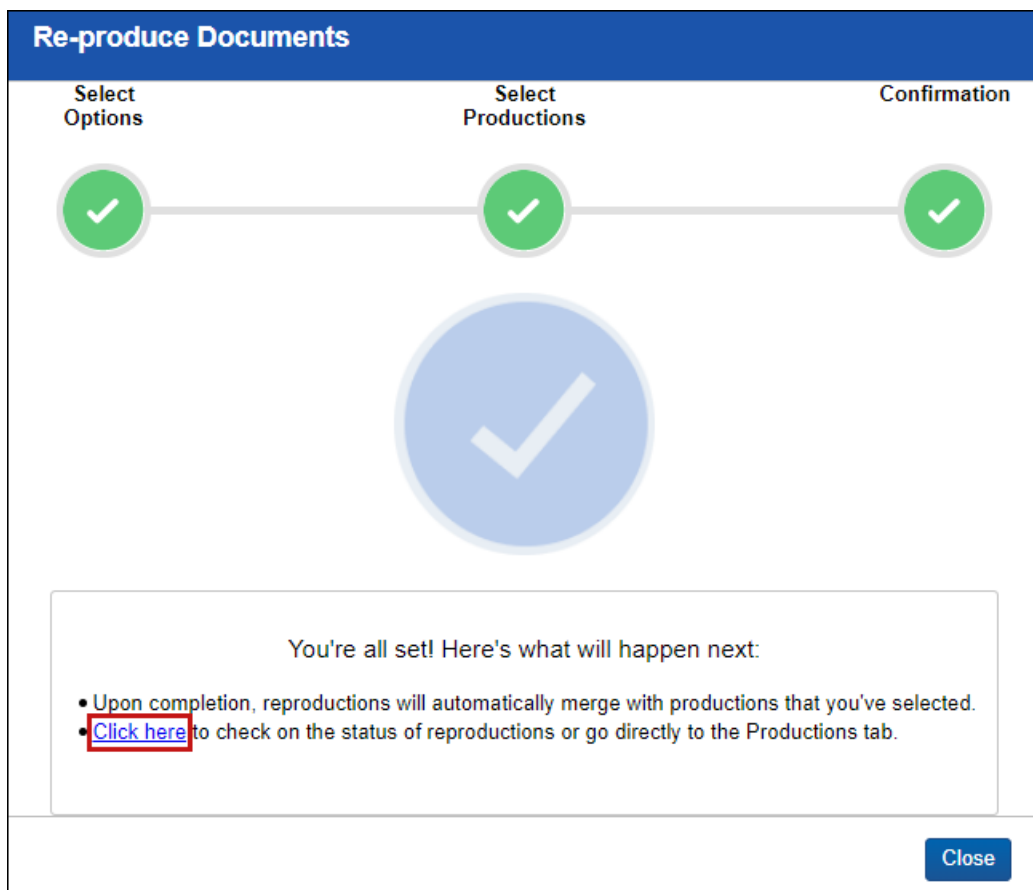 Re-produce Documents
Select
Options
Select
Productions
Confirmation
You're all set! Here's what will happen next:
• Upon completion, reproductions will automatically merge with productions that you've selected.
• Click here to check on the status of reproductions or go directly to the Productions tab.
Close